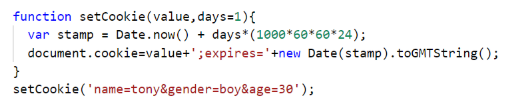 function setCookie(value,days=1){
  var stamp = Date.now() + days*(1000*60*60*24);
  document.cookie=value+';expires='+new Date(stamp).toGMTString();
}
setCookie('name=tony&gender=boy&age=30');